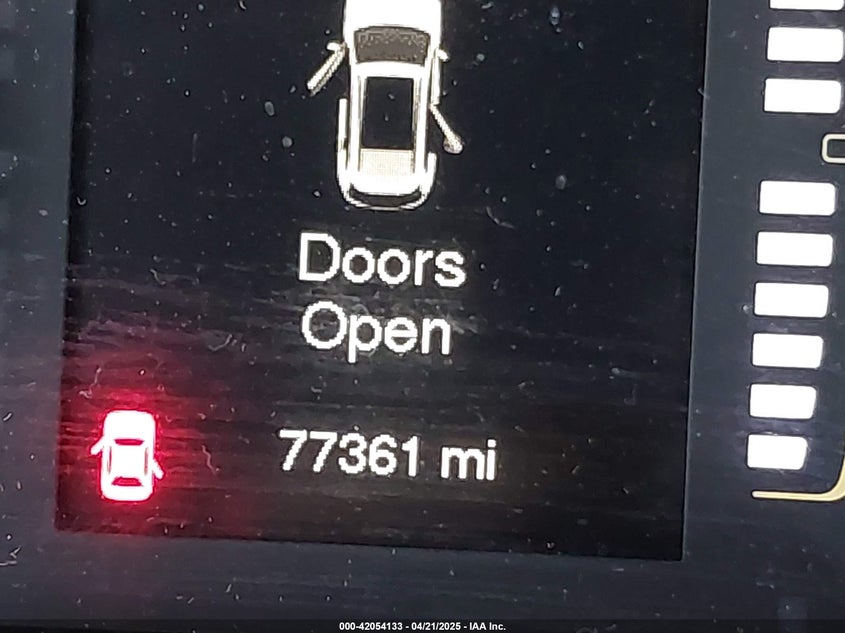 Doors
Open
77361 mi
000-42054133 - 04/21/2025 - IAA Inc.